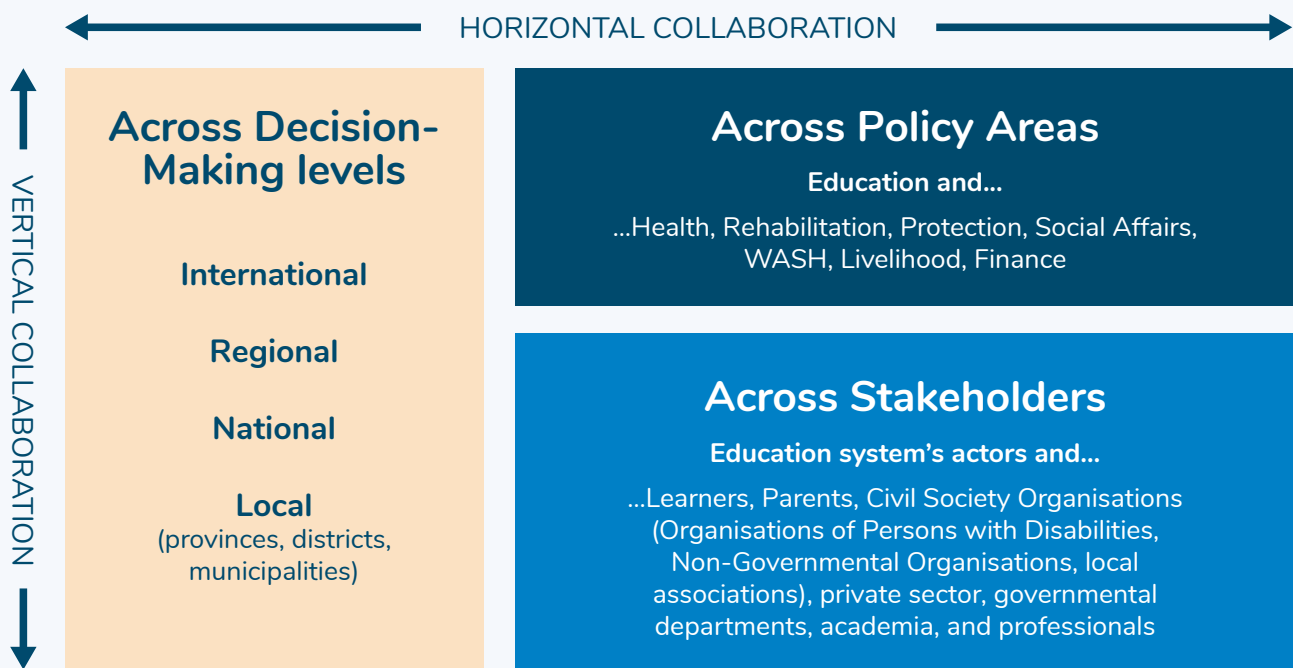 HORIZONTAL COLLABORATION
VERTICAL COLLABORATION
Across Decision-
Making levels
International
Regional
National
Local
(provinces, districts,
municipalities)
Across Policy Areas
Education and...
...Health, Rehabilitation, Protection, Social Affairs,
WASH, Livelihood, Finance
Across Stakeholders
Education system’s actors and...
...Learners, Parents, Civil Society Organisations
(Organisations of Persons with Disabilities,
Non-Governmental Organisations, local
associations), private sector, governmental
departments, academia, and professionals